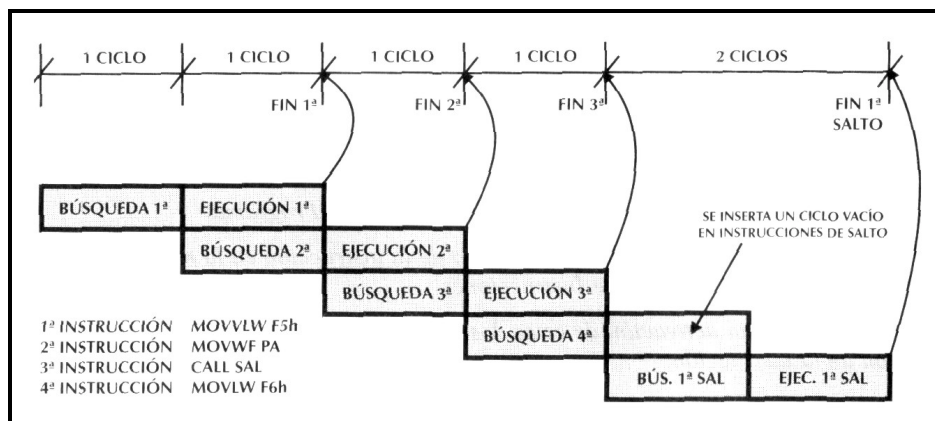 1 CICLO 1 CICLO 1 CICLO 1 CICLO 2 CICLOS
FIN 1ª FIN 2ª FIN 3ª FIN 1ª
SALTO
BÚSQUEDA 1ª EJECUCIÓN 1ª
SE INSERTA UN CICLO VACÍO
EN INSTRUCCIONES DE SALTO
BÚSQUEDA 2ª EJECUCIÓN 2ª
BÚSQUEDA 3ª EJECUCIÓN 3ª
BÚSQUEDA 4ª
BÚS. 1ª SAL EJEC. 1ª SAL
1ª INSTRUCCIÓN MOVVLW F5h
2ª INSTRUCCIÓN MOVWF PA
3ª INSTRUCCIÓN CALL SAL
4ª INSTRUCCIÓN MOVLW F6h